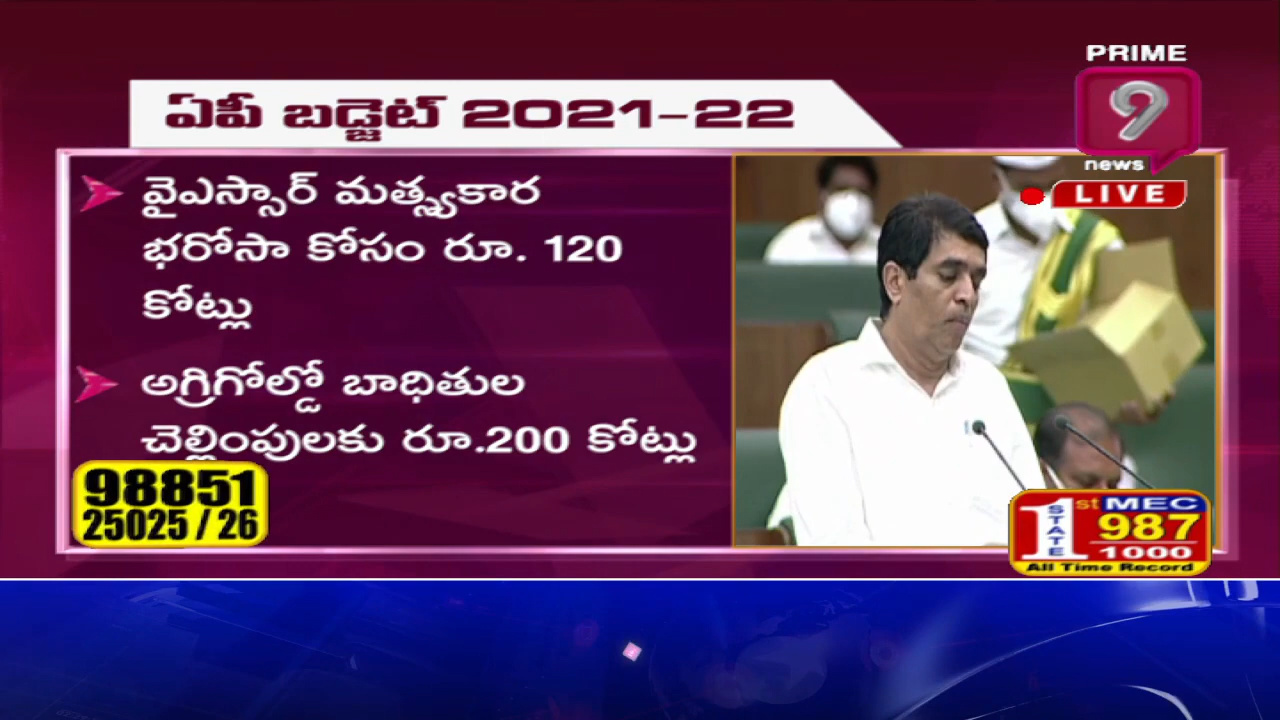 PRIME
9
news
LIVE
ఏపీ బడ్జెట్ 2021-22
వైఎస్సార్ మత్స్యకార
భరోసా కోసం రూ. 120
కోట్లు
అగ్రిగోల్డ్ బాధితుల
చెల్లింపులకు రూ.200 కోట్లు
98851
25025 / 26
1st MEC
STATE
987
1000
All Time Record